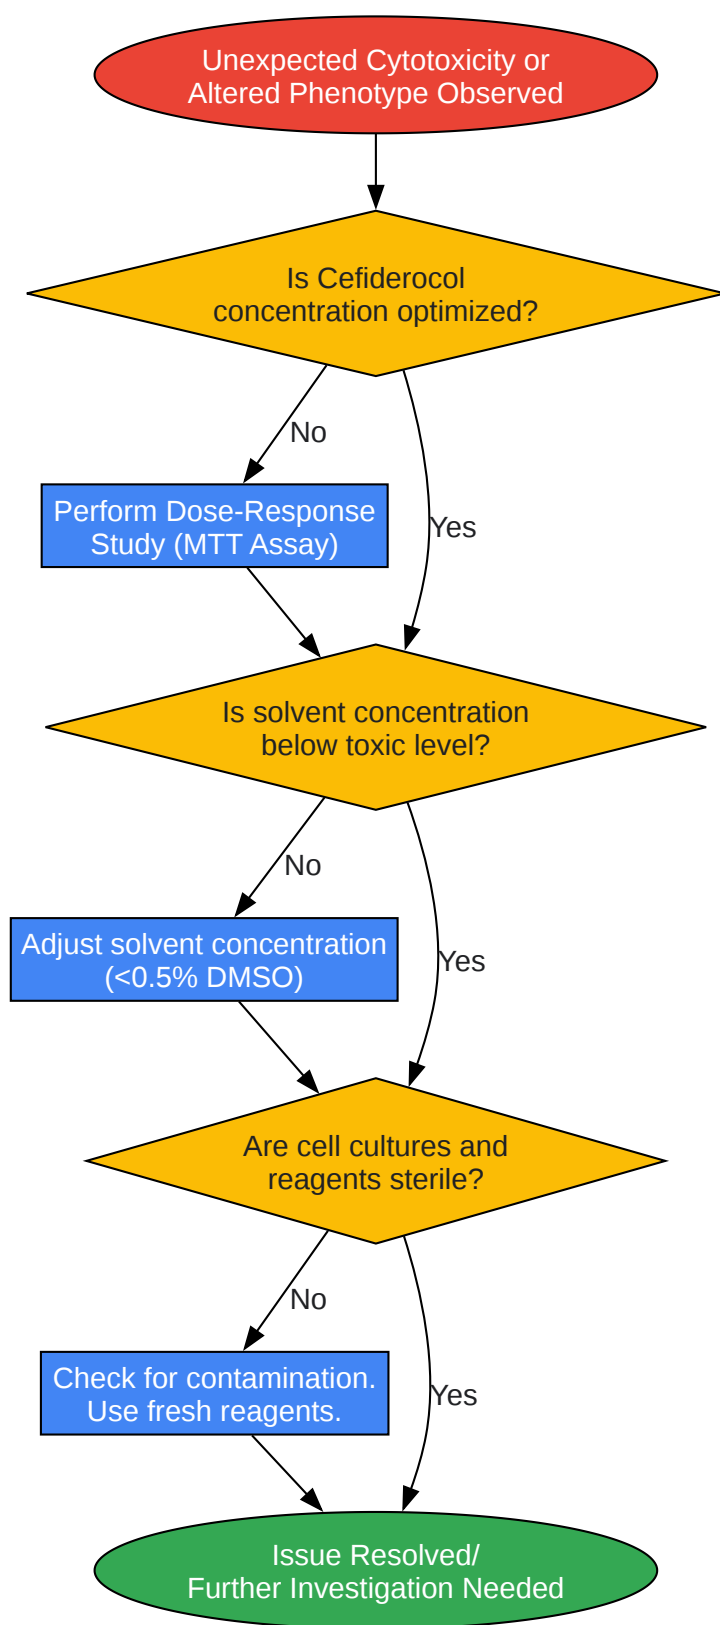 Unexpected Cytotoxicity or
Altered Phenotype Observed
Is Cefiderocol
concentration optimized?
No
Perform Dose-Response
Study (MTT Assay)
Yes
Is solvent concentration
below toxic level?
No
Adjust solvent concentration
(<0.5% DMSO)
Yes
Are cell cultures and
reagents sterile?
No
Check for contamination.
Use fresh reagents.
Yes
Issue Resolved/
Further Investigation Needed